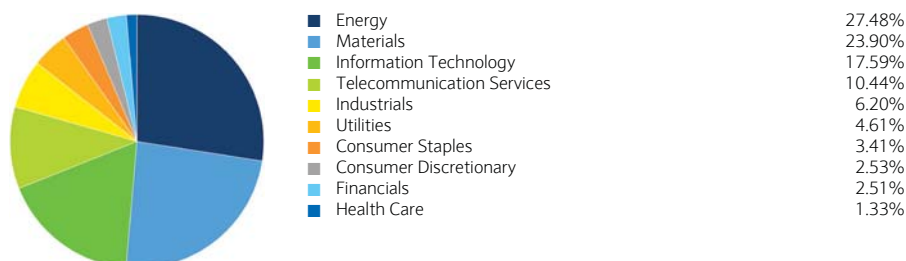 Energy 27.48%
Materials 23.90%
Information Technology 17.59%
Telecommunication Services 10.44%
Industrials 6.20%
Utilities 4.61%
Consumer Staples 3.41%
Consumer Discretionary 2.53%
Financials 2.51%
Health Care 1.33%